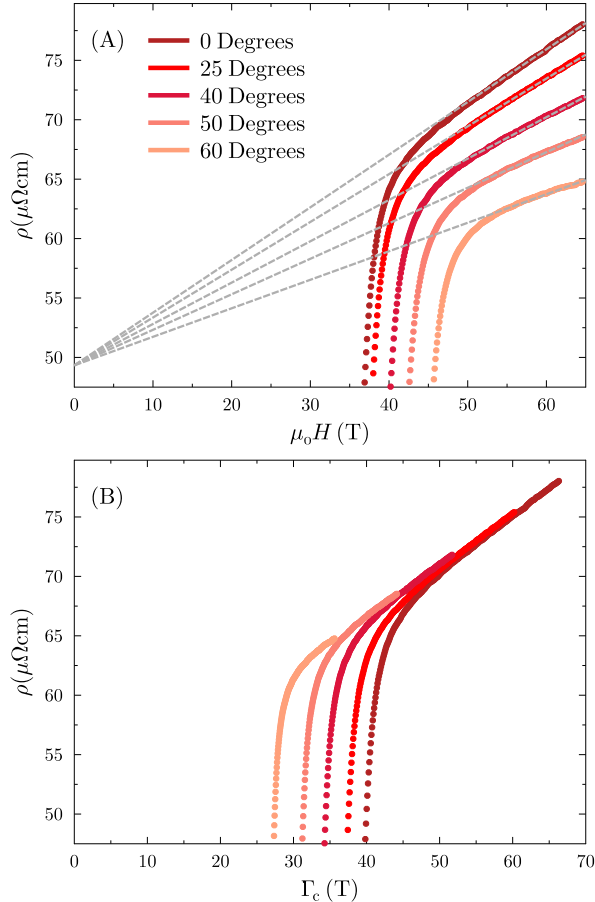 (A)
0 Degrees
25 Degrees
40 Degrees
50 Degrees
60 Degrees
75
70
65
60
55
50
ρ(μΩcm)
0 10 20 30 40 50 60
μₒH (T)
(B)
75
70
65
60
55
50
ρ(μΩcm)
0 10 20 30 40 50 60 70
Γc (T)